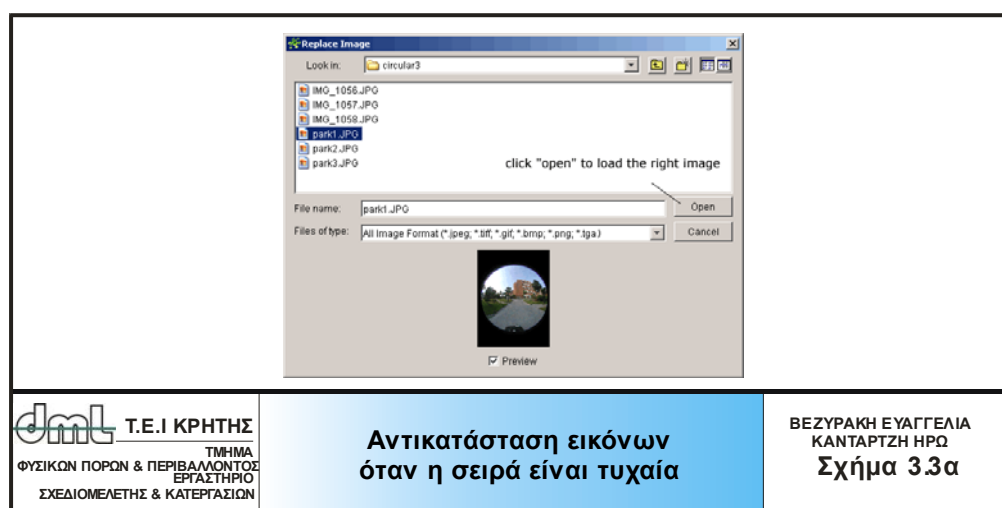 Replace Image
Look in:
circular3
IMG_1056.JPG
IMG_1057.JPG
IMG_1058.JPG
park1.JPG
park2.JPG
park3.JPG
click "open" to load the right image
File name:
park1.JPG
Open
Files of type:
All Image Format (*.jpeg; *.tiff; *.gif; *.bmp; *.png; *.tga)
Cancel
Preview
dml Τ.Ε.Ι ΚΡΗΤΗΣ
ΤΜΗΜΑ
ΦΥΣΙΚΩΝ ΠΟΡΩΝ & ΠΕΡΙΒΑΛΛΟΝΤΟΣ
ΕΡΓΑΣΤΗΡΙΟ
ΣΧΕΔΙΟΜΕΛΕΤΗΣ & ΚΑΤΕΡΓΑΣΙΩΝ
Αντικατάσταση εικόνων
όταν η σειρά είναι τυχαία
ΒΕΖΥΡΑΚΗ ΕΥΑΓΓΕΛΙΑ
ΚΑΝΤΑΡΤΖΗ ΗΡΩ
Σχήμα 3.3α